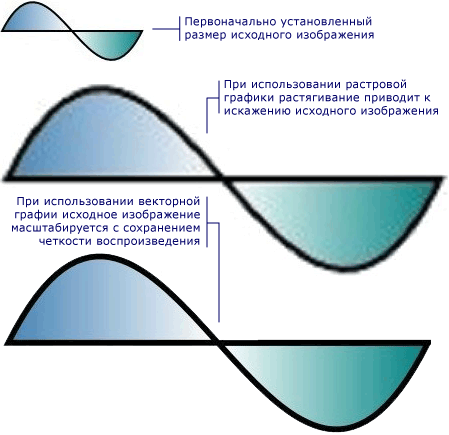 Первоначально установленный
размер исходного изображения
При использовании растровой
графики растягивание приводит к
искажению исходного изображения
При использовании векторной
графии исходное изображение
масштабируется с сохранением
четкости воспроизведения